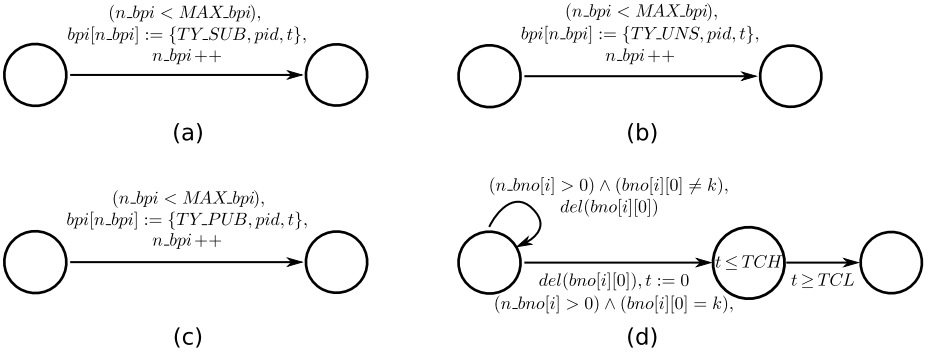 (n_bpi < MAX_bpi),
bpi[n_bpi] := {TY_SUB, pid, t},
n_bpi++
(a)
(n_bpi < MAX_bpi),
bpi[n_bpi] := {TY_UNS, pid, t},
n_bpi++
(b)
(n_bpi < MAX_bpi),
bpi[n_bpi] := {TY_PUB, pid, t},
n_bpi++
(c)
(n_bno[i] > 0) ∧ (bno[i][0] ≠ k),
del(bno[i][0])
t ≤ TCH
t ≥ TCL
del(bno[i][0]), t := 0
(n_bno[i] > 0) ∧ (bno[i][0] = k),
(d)